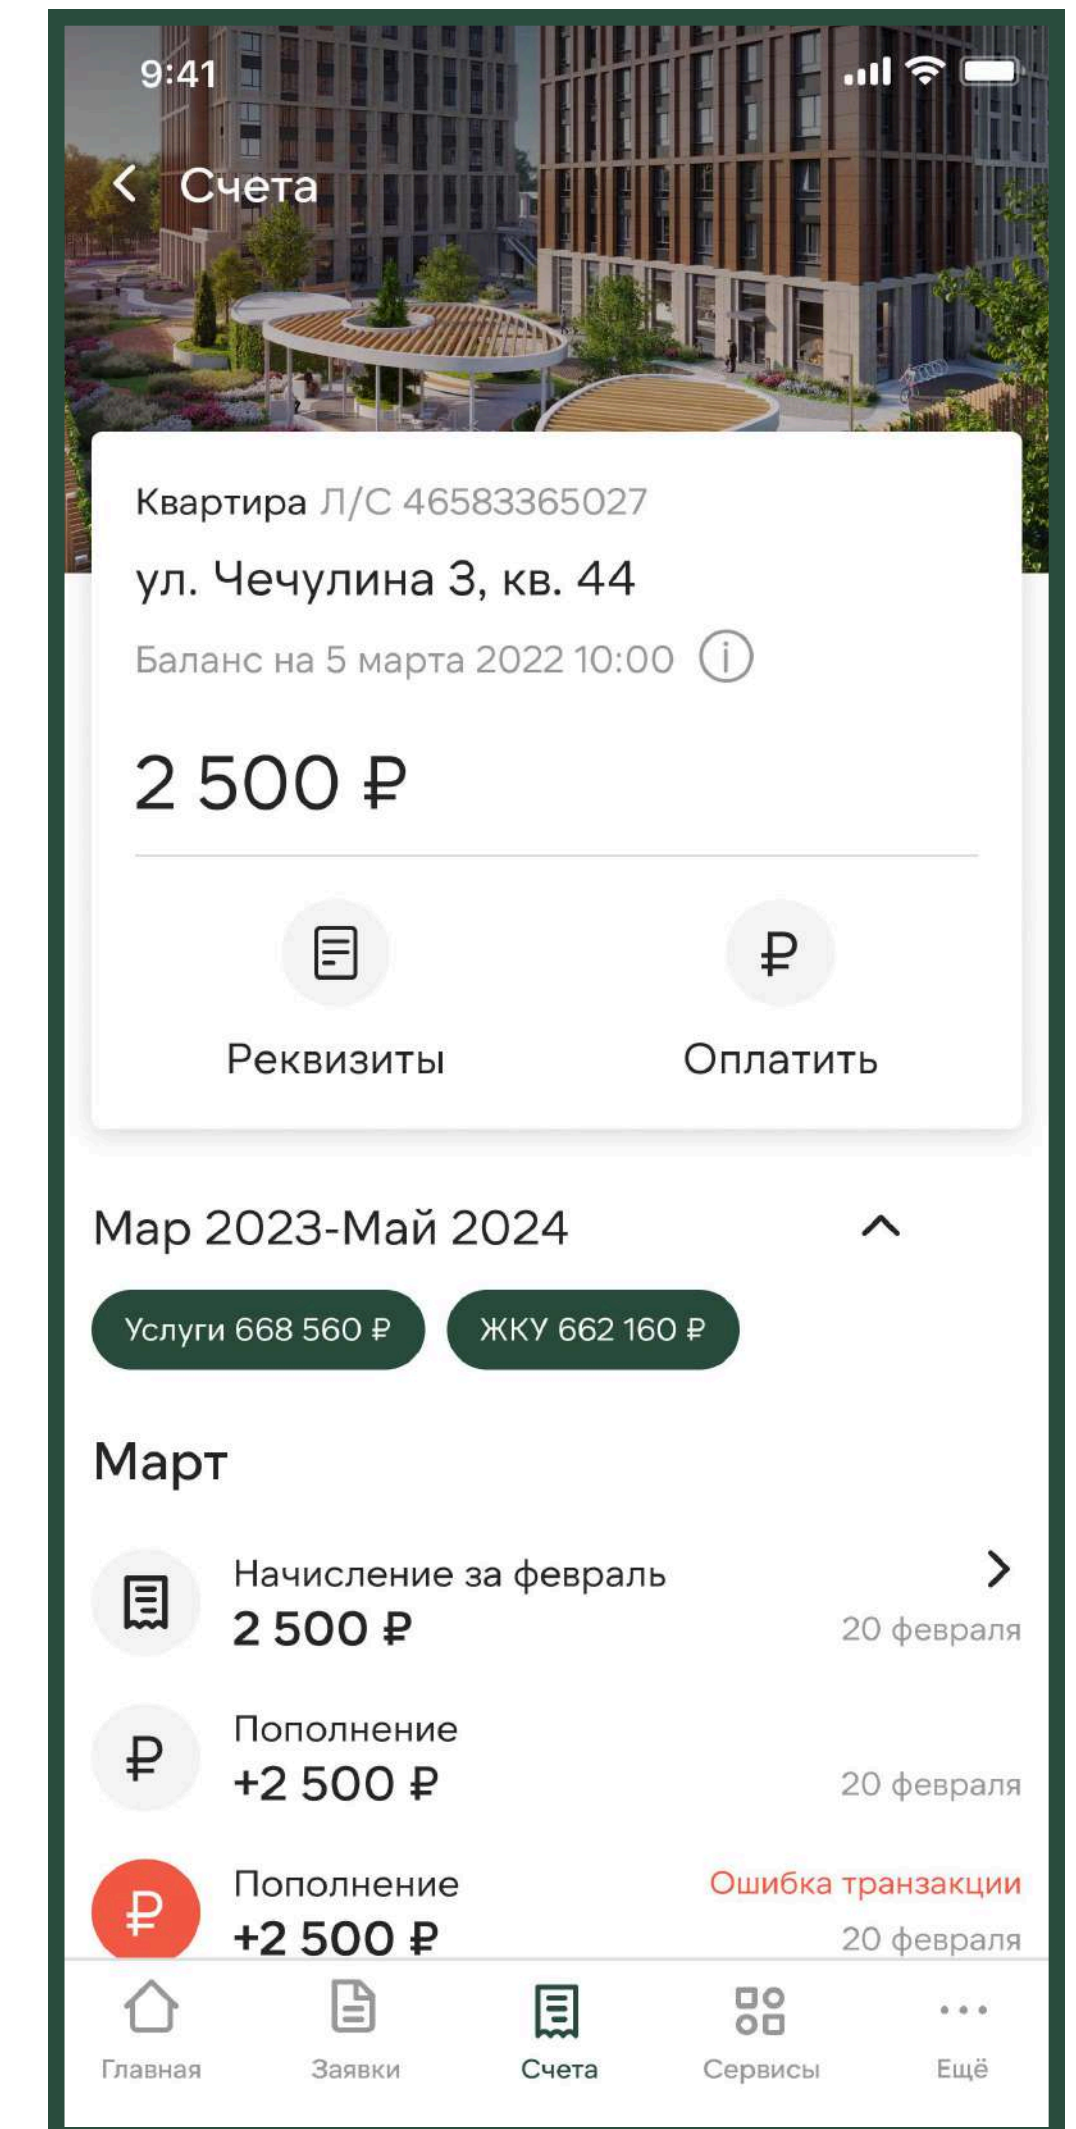 9:41
Счета
Квартира Л/С 46583365027
ул. Чечулина 3, кв. 44
Баланс на 5 марта 2022 10:00
2 500 ₽
Реквизиты
Оплатить
Мар 2023-Май 2024
Услуги 668 560 ₽
ЖКУ 662 160 ₽
Март
Начисление за февраль
2 500 ₽
20 февраля
Пополнение
+2 500 ₽
20 февраля
Пополнение
Ошибка транзакции
+2 500 ₽
20 февраля
Главная
Заявки
Счета
Сервисы
Ещё